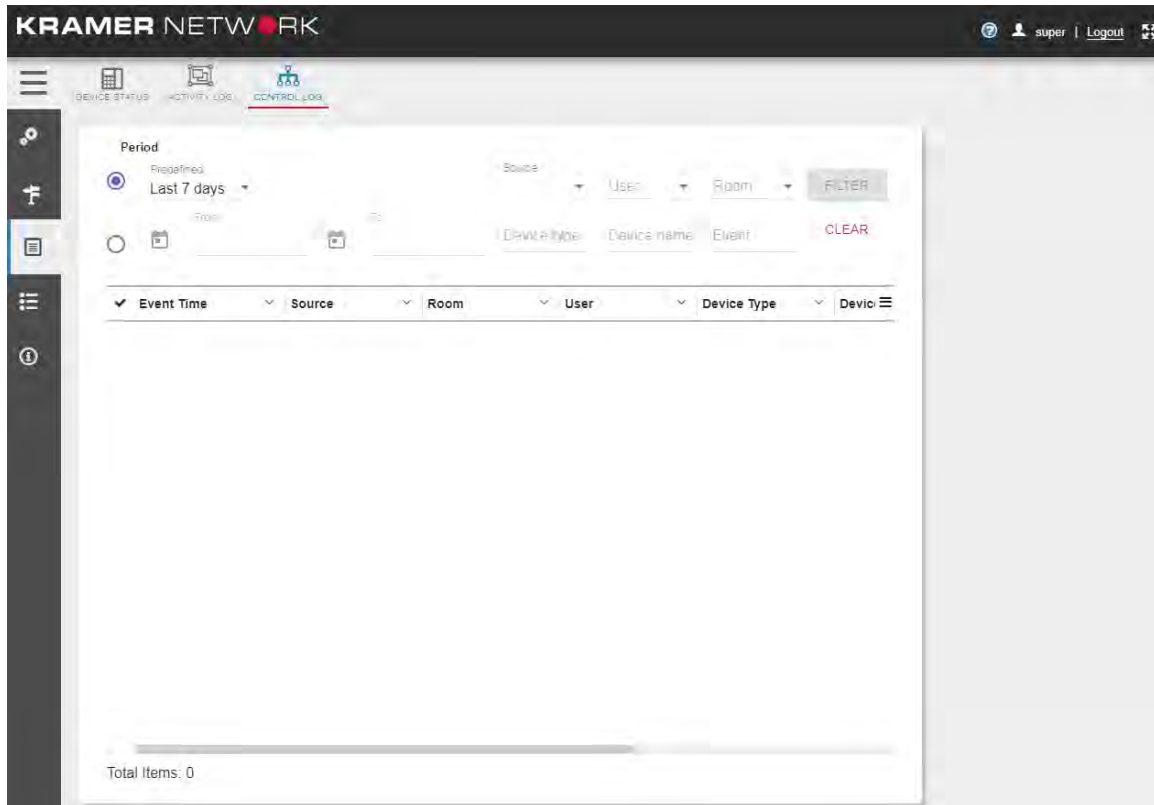 KRAMER NETWORK
super | Logout
DEVICE STATUS
ACTIVITY LOG
CONTROL LOG
Period
Predefined
Last 7 days
Source
User
Room
FILTER
From
To
Device type
Device name
Event
CLEAR
Event Time
Source
Room
User
Device Type
Devic
Total Items: 0